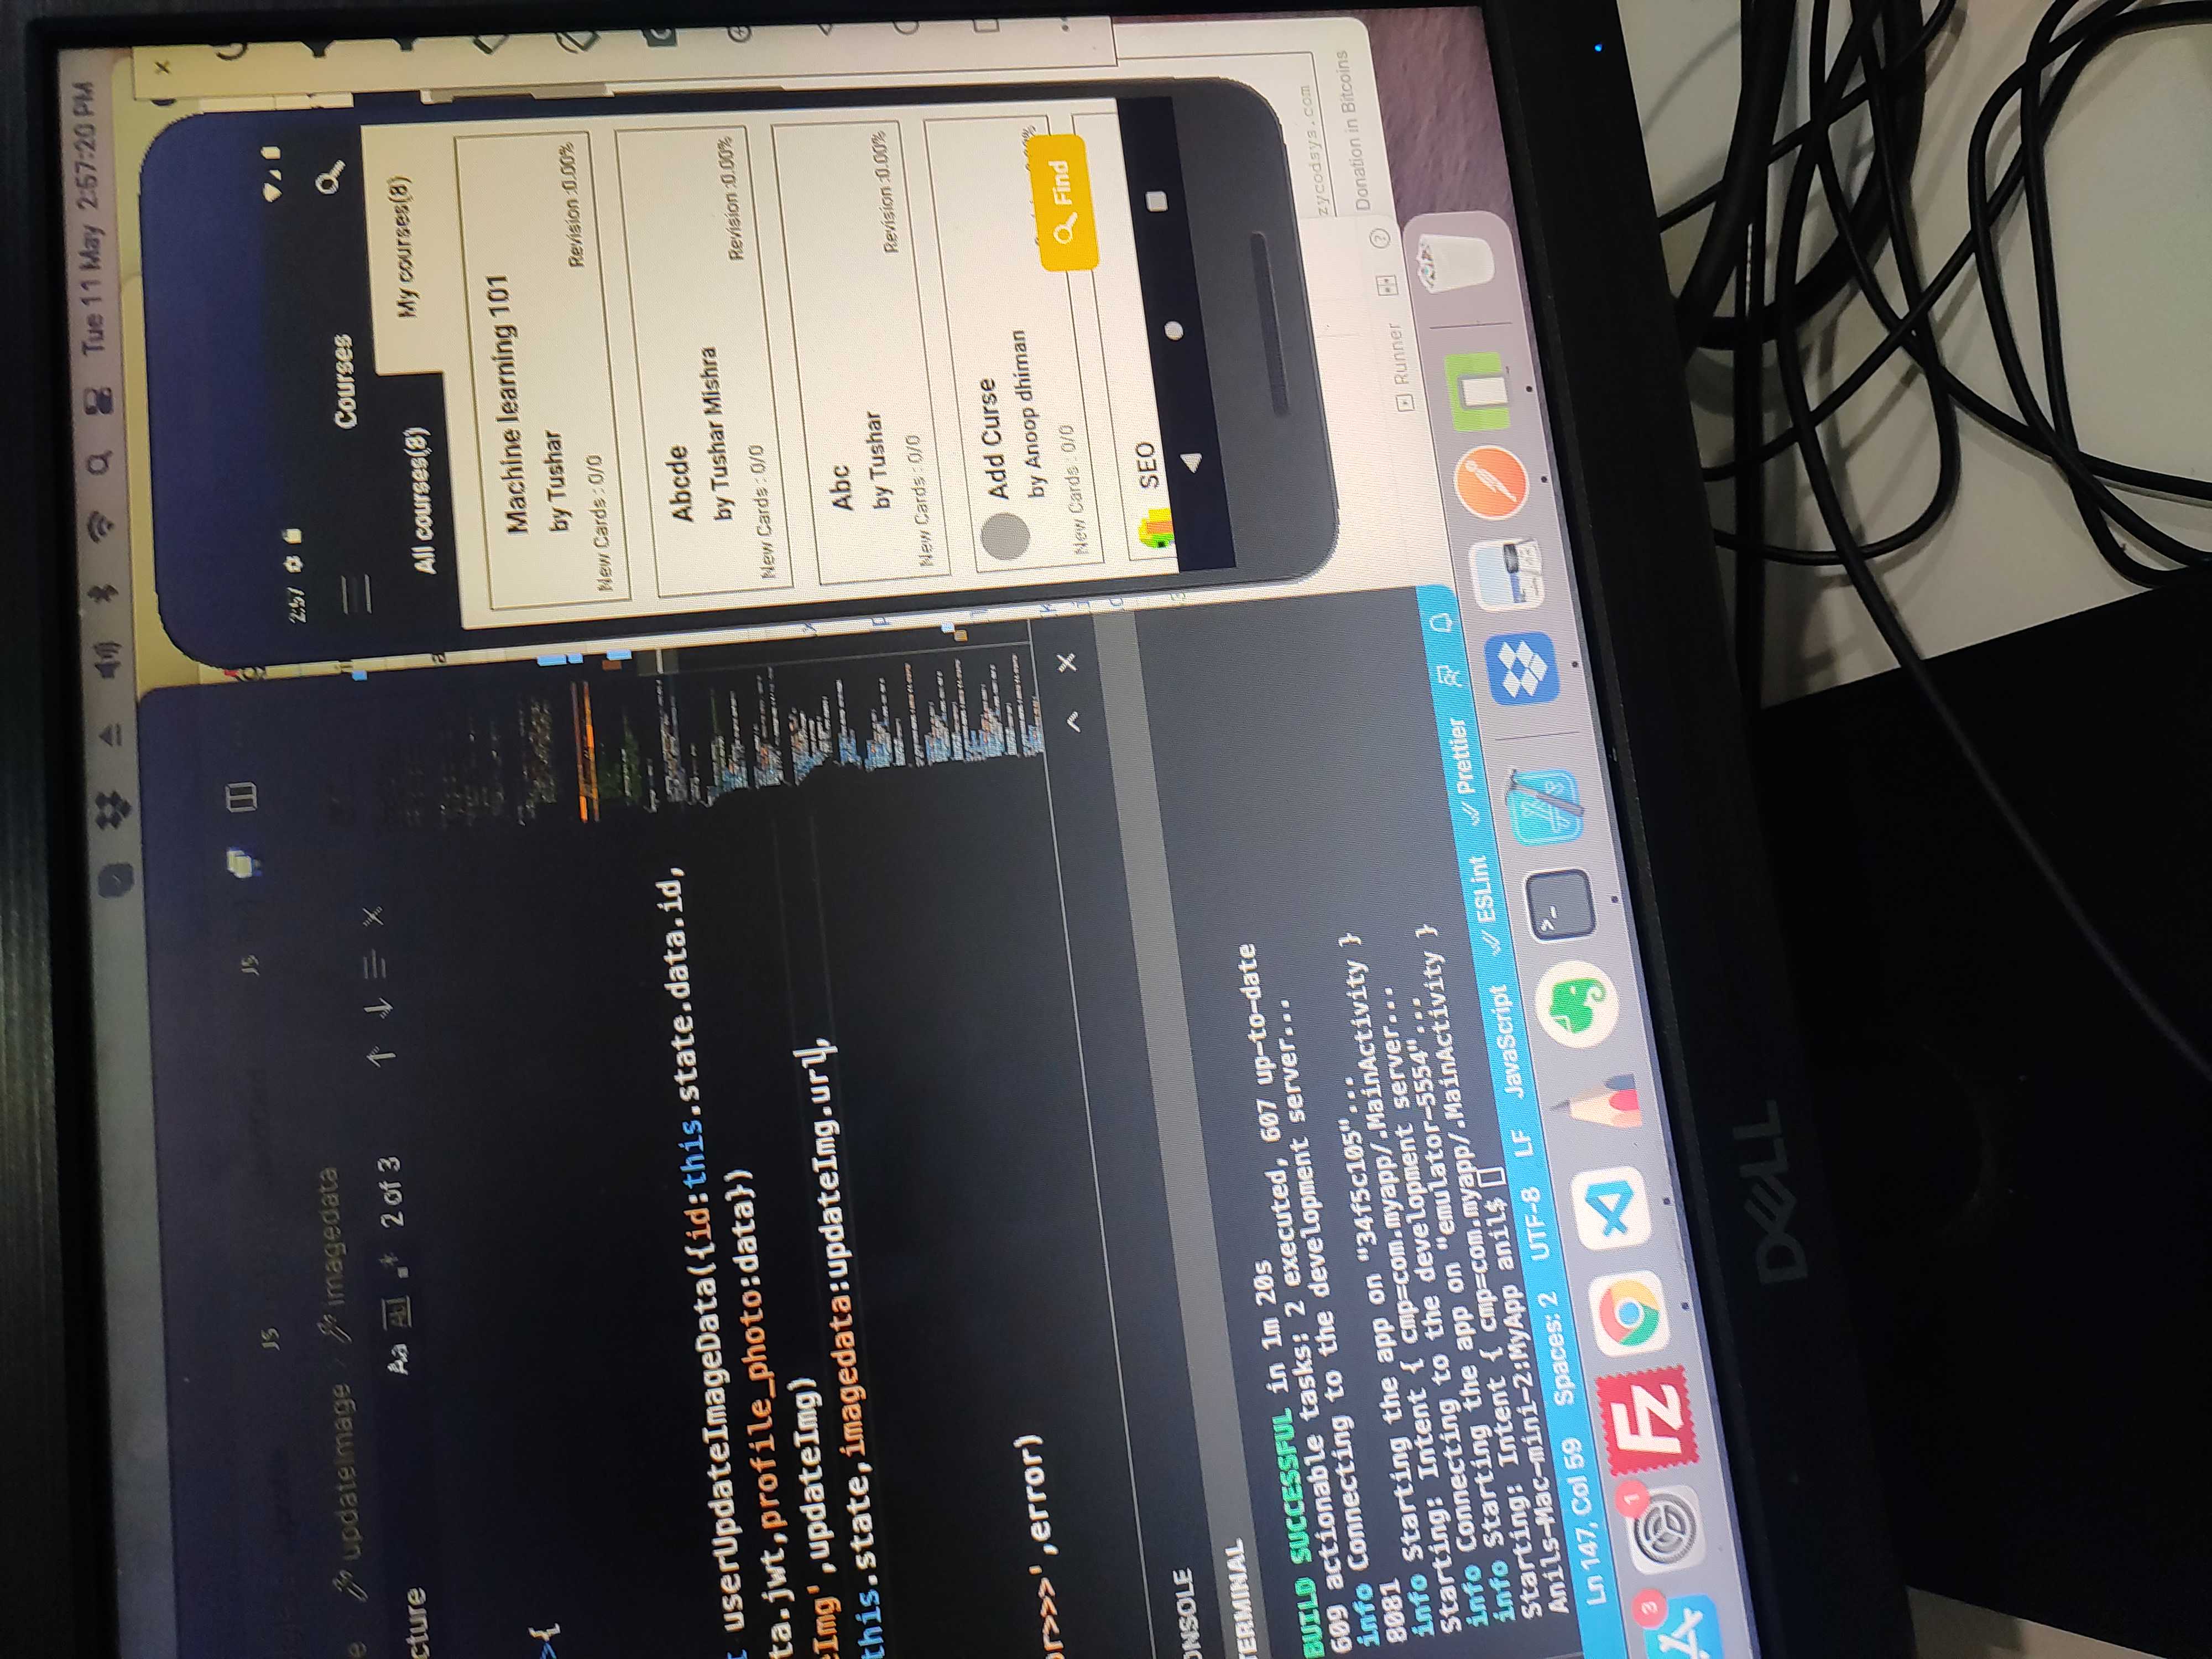 Tue 11 May 2:57:20 PM
JS
JS
e updateImage imagedata
Aa Abl .* 2 of 3
cture
>{
userUpdateImageData({id:this.state.data.id,
ta.jwt,profile_photo:data})
eImg',updateImg)
this.state,imagedata:updateImg.url,
or>>>',error)
ONSOLE
TERMINAL
BUILD SUCCESSFUL in 1m 20s
609 actionable tasks: 2 executed, 607 up-to-date
info Connecting to the development server...
8081
info Starting the app on "34f5c105"...
Starting: Intent { cmp=com.myapp/.MainActivity }
info Connecting to the development server...
info Starting the app on "emulator-5554"...
Starting: Intent { cmp=com.myapp/.MainActivity }
Anils-Mac-mini-2:MyApp anil$
Ln 147, Col 59 Spaces: 2 UTF-8 LF JavaScript ESLint Prettier
2:57
Courses
All courses(8) My courses(8)
Machine learning 101
by Tushar
New Cards : 0/0 Revision :0.00%
Abcde
by Tushar Mishra
New Cards : 0/0 Revision :0.00%
Abc
by Tushar
New Cards : 0/0 Revision :0.00%
Add Curse
by Anoop dhiman
New Cards : 0/0
Find
SEO
zycodsys.com
Donation in Bitcoins
Runner
3
1
FZ
DELL